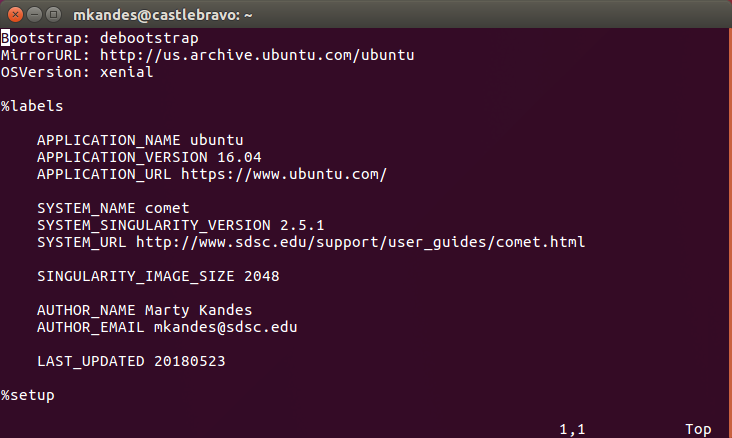 mkandes@castlebravo: ~
Bootstrap: debootstrap
MirrorURL: http://us.archive.ubuntu.com/ubuntu
OSVersion: xenial
%labels
APPLICATION_NAME ubuntu
APPLICATION_VERSION 16.04
APPLICATION_URL https://www.ubuntu.com/
SYSTEM_NAME comet
SYSTEM_SINGULARITY_VERSION 2.5.1
SYSTEM_URL http://www.sdsc.edu/support/user_guides/comet.html
SINGULARITY_IMAGE_SIZE 2048
AUTHOR_NAME Marty Kandes
AUTHOR_EMAIL mkandes@sdsc.edu
LAST_UPDATED 20180523
%setup
1,1 Top